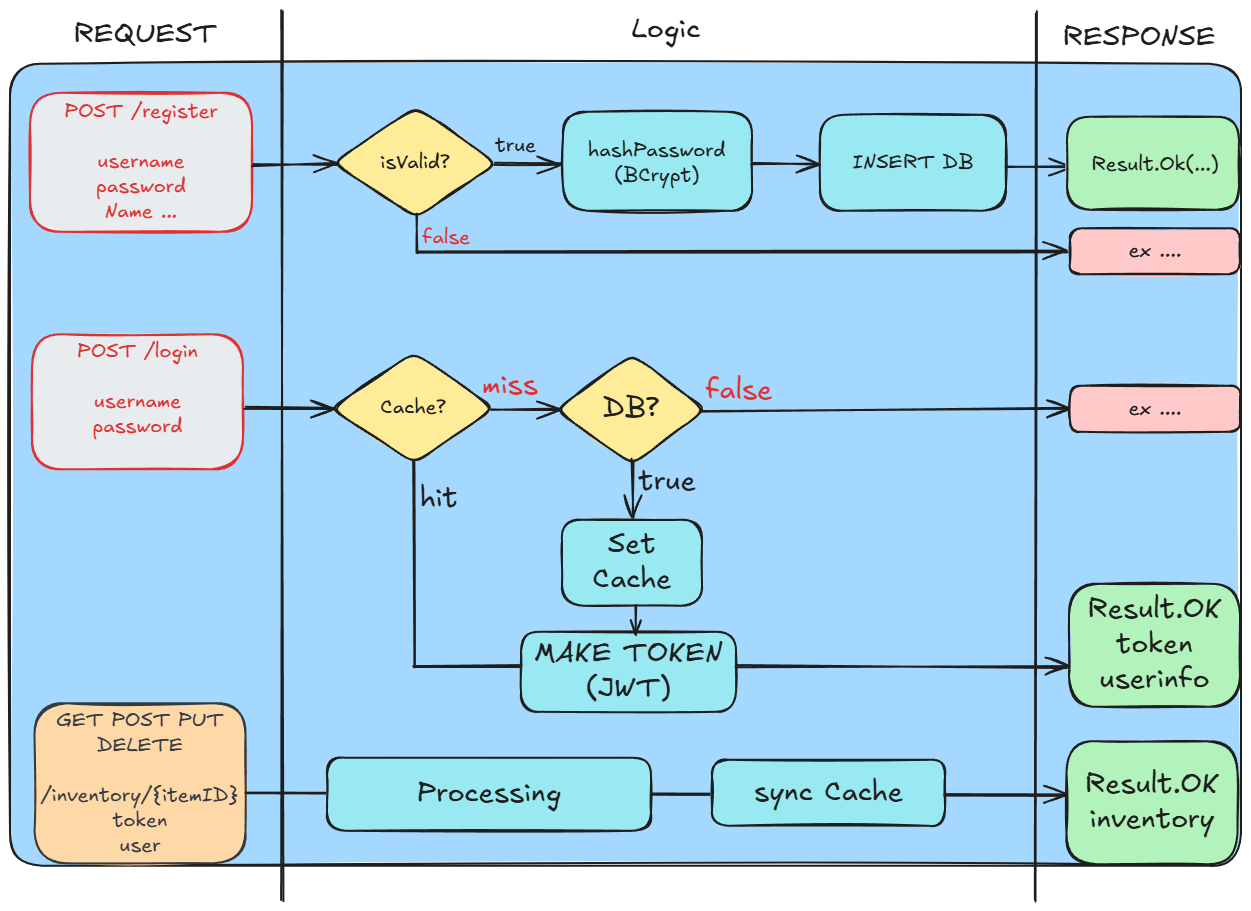 REQUEST
Logic
RESPONSE
POST /register
username
password
Name ...
isValid?
true
false
hashPassword
(BCrypt)
INSERT DB
Result.Ok(...)
ex ....
POST /login
username
password
Cache?
miss
hit
DB?
false
true
ex ....
Set
Cache
MAKE TOKEN
(JWT)
Result.OK
token
userinfo
GET POST PUT
DELETE
/inventory/{itemID}
token
user
Processing
sync Cache
Result.OK
inventory